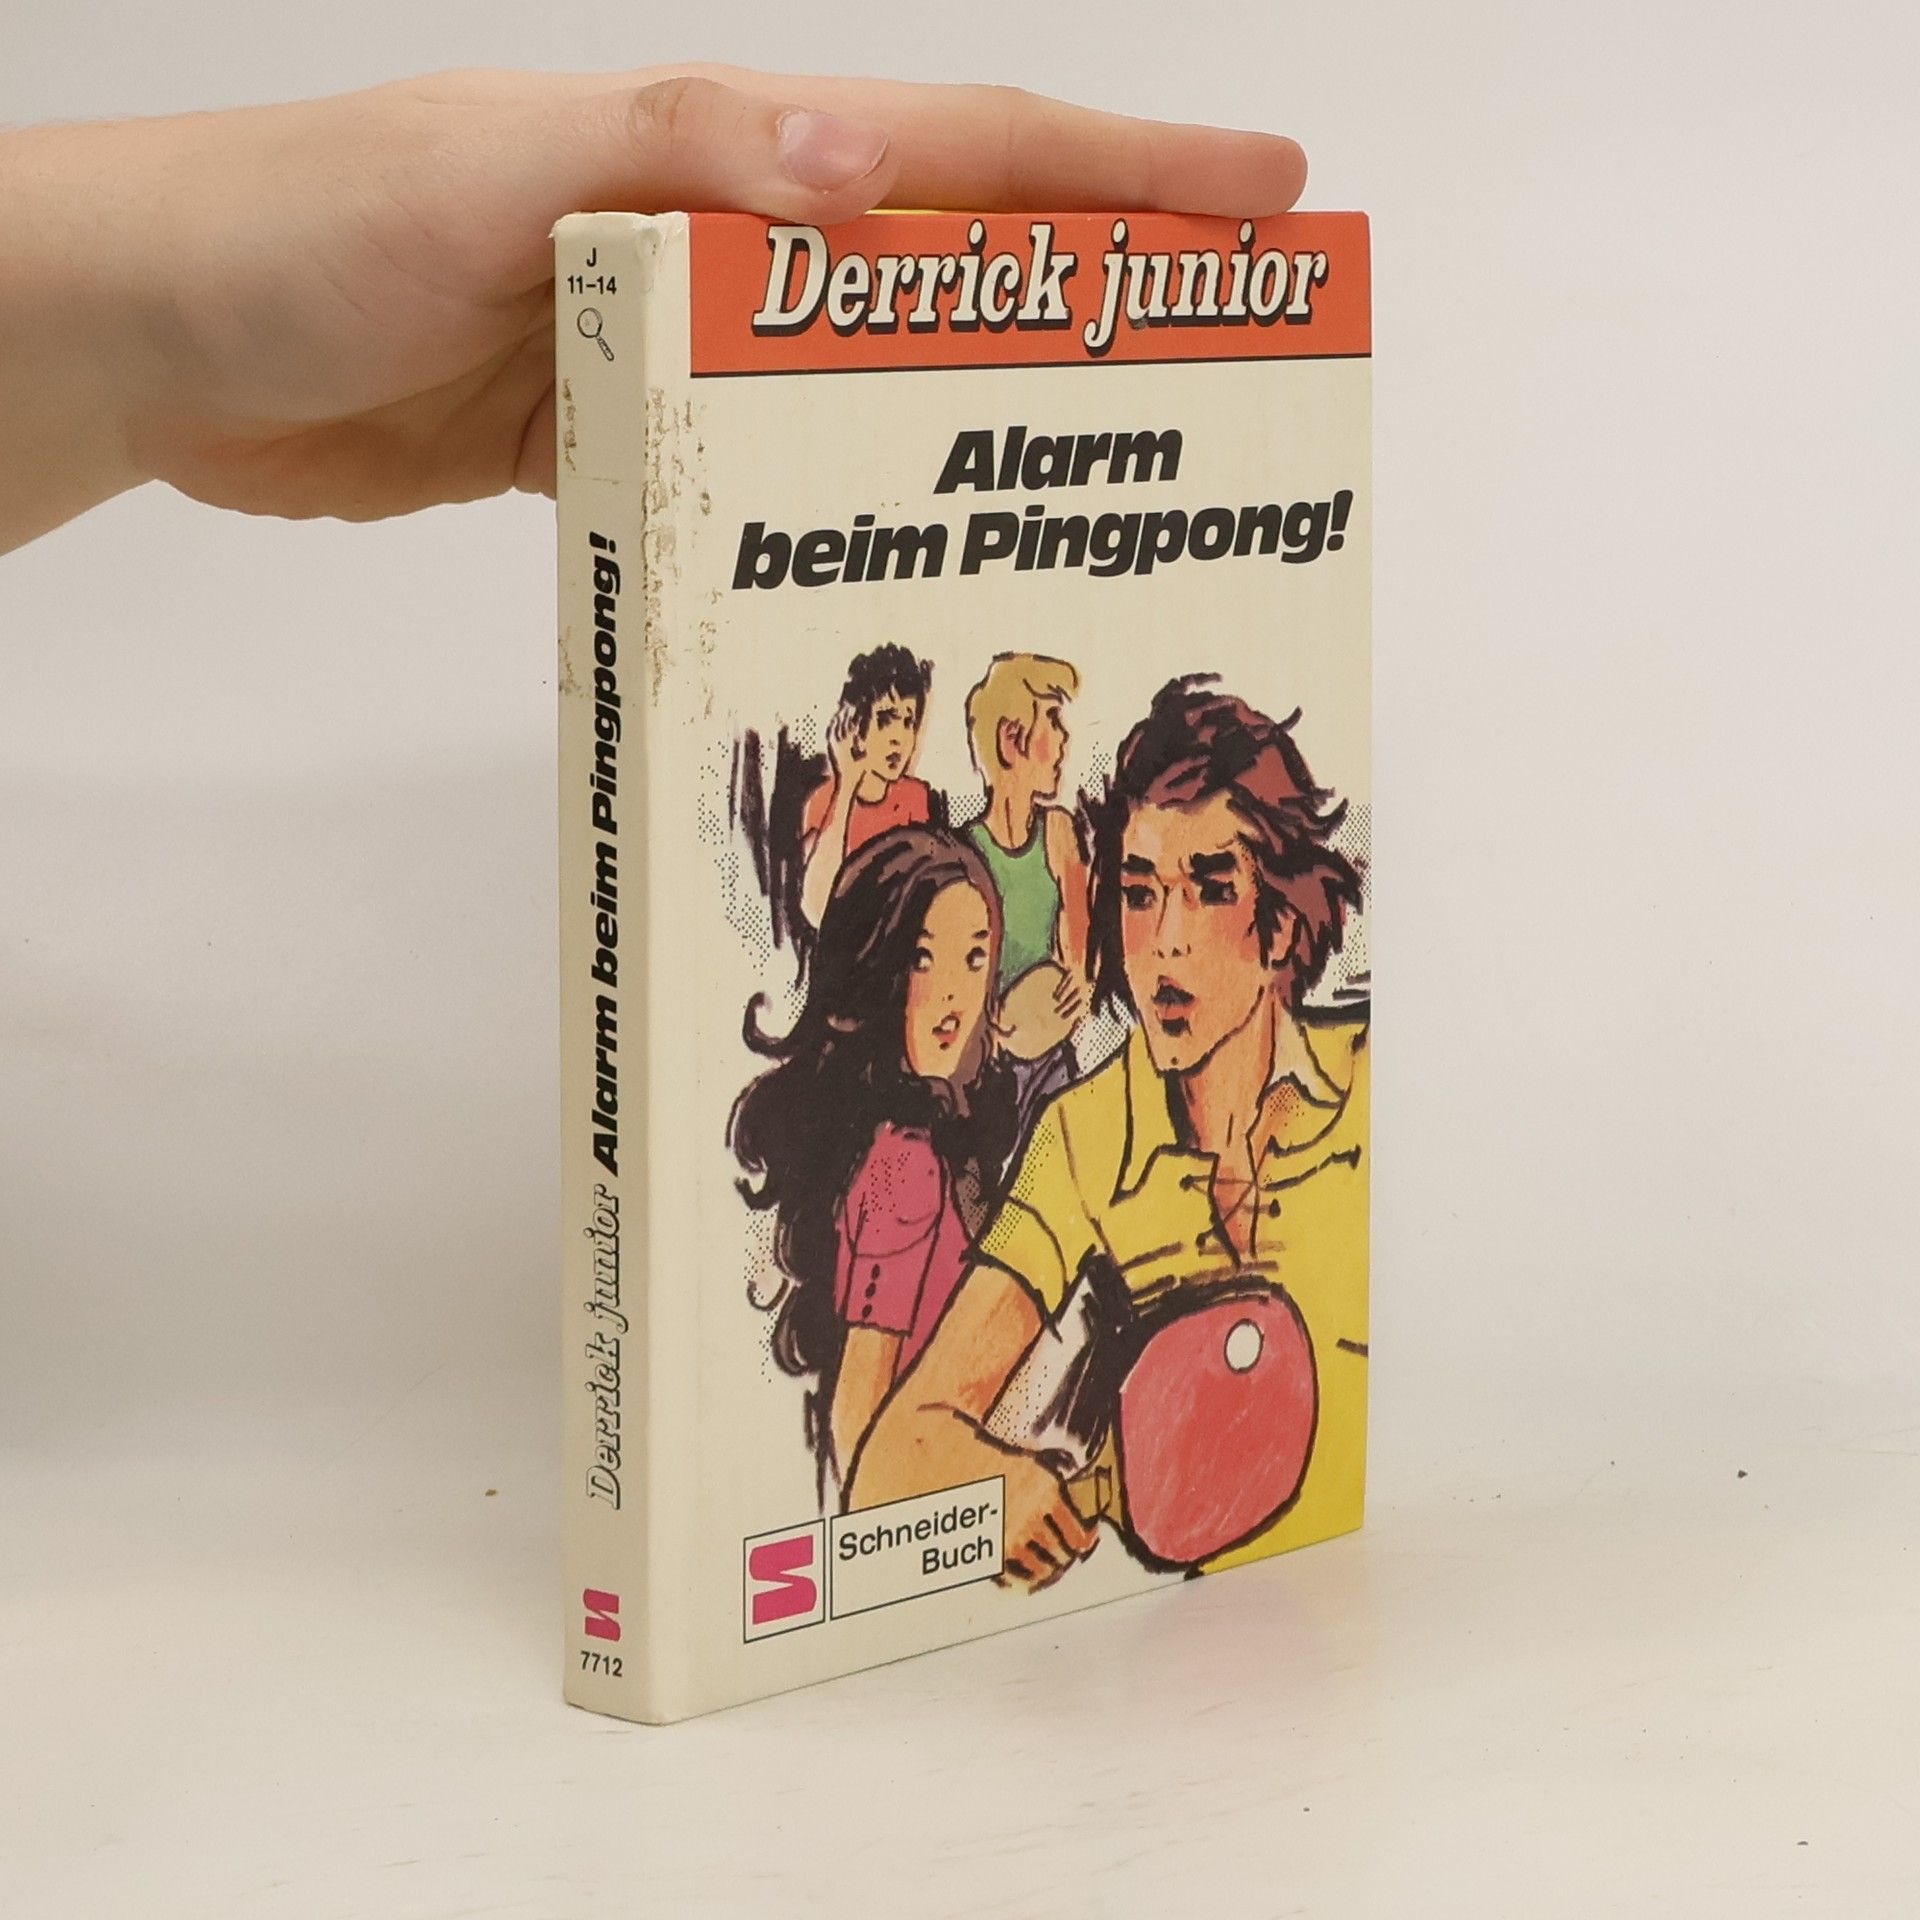 J
11-14
Derrick junior Alarm beim Pingpong!
7712
Derrick junior
Alarm
beim Pingpong!
Schneider-
Buch